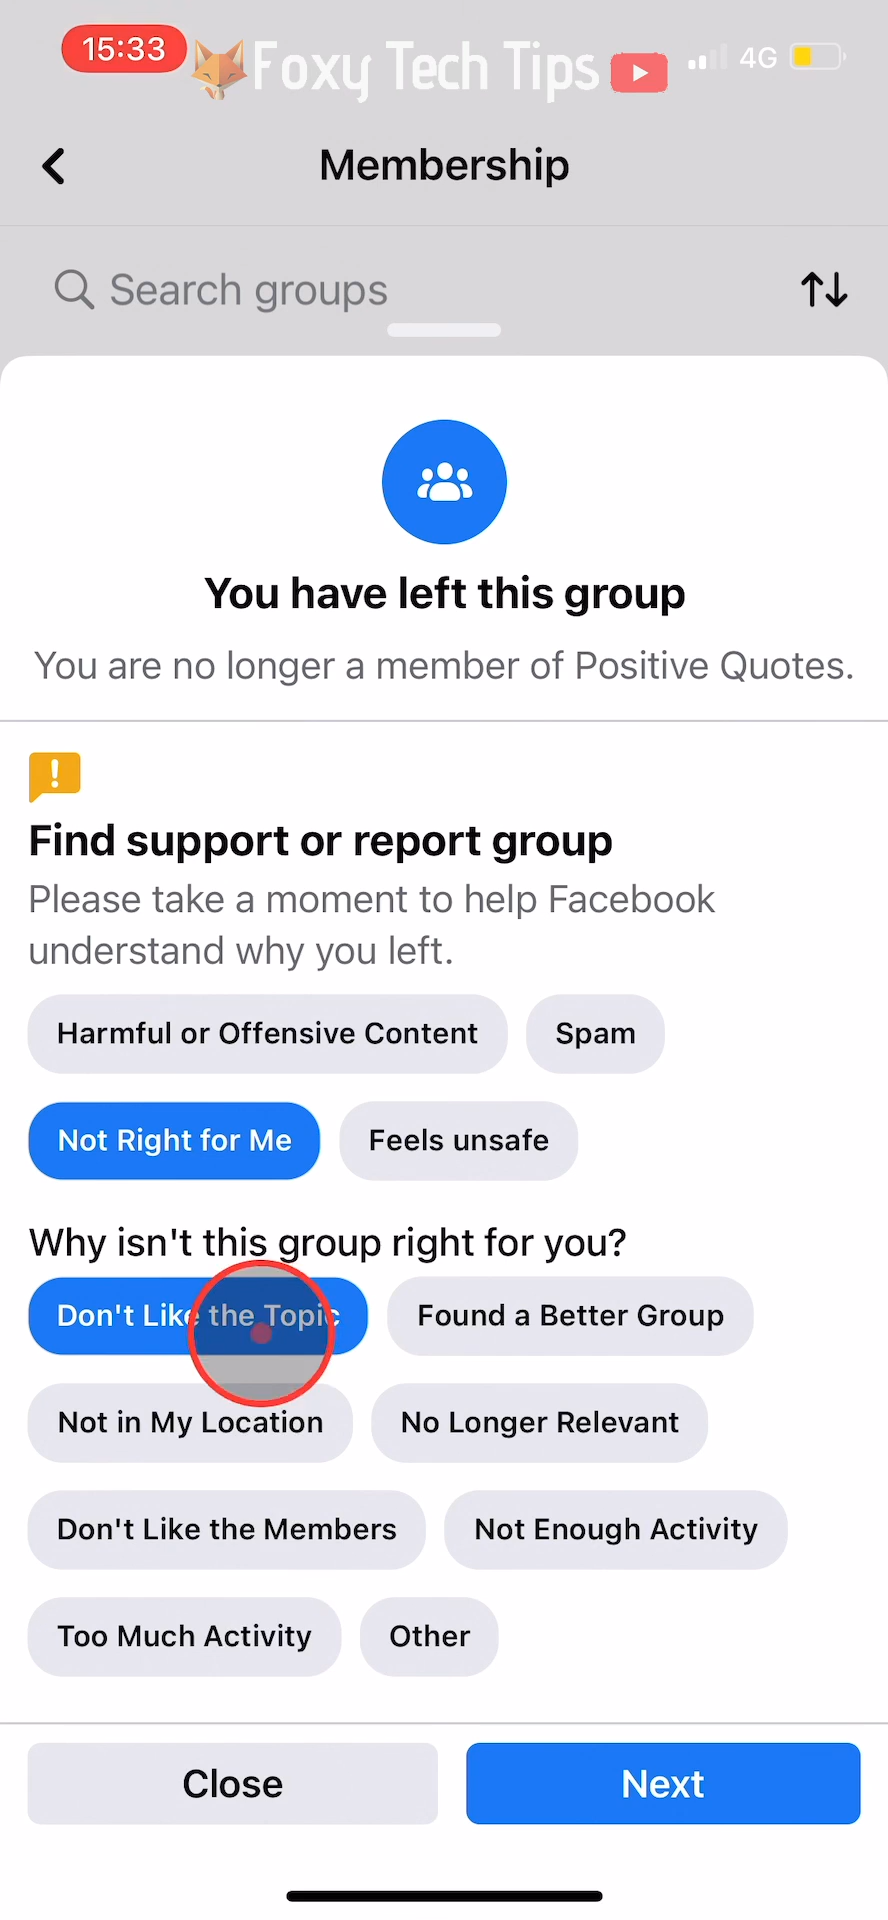 15:33
Foxy Tech Tips
4G
Membership
Search groups
You have left this group
You are no longer a member of Positive Quotes.
Find support or report group
Please take a moment to help Facebook
understand why you left.
Harmful or Offensive Content
Spam
Not Right for Me
Feels unsafe
Why isn't this group right for you?
Don't Like the Topic
Found a Better Group
Not in My Location
No Longer Relevant
Don't Like the Members
Not Enough Activity
Too Much Activity
Other
Close
Next